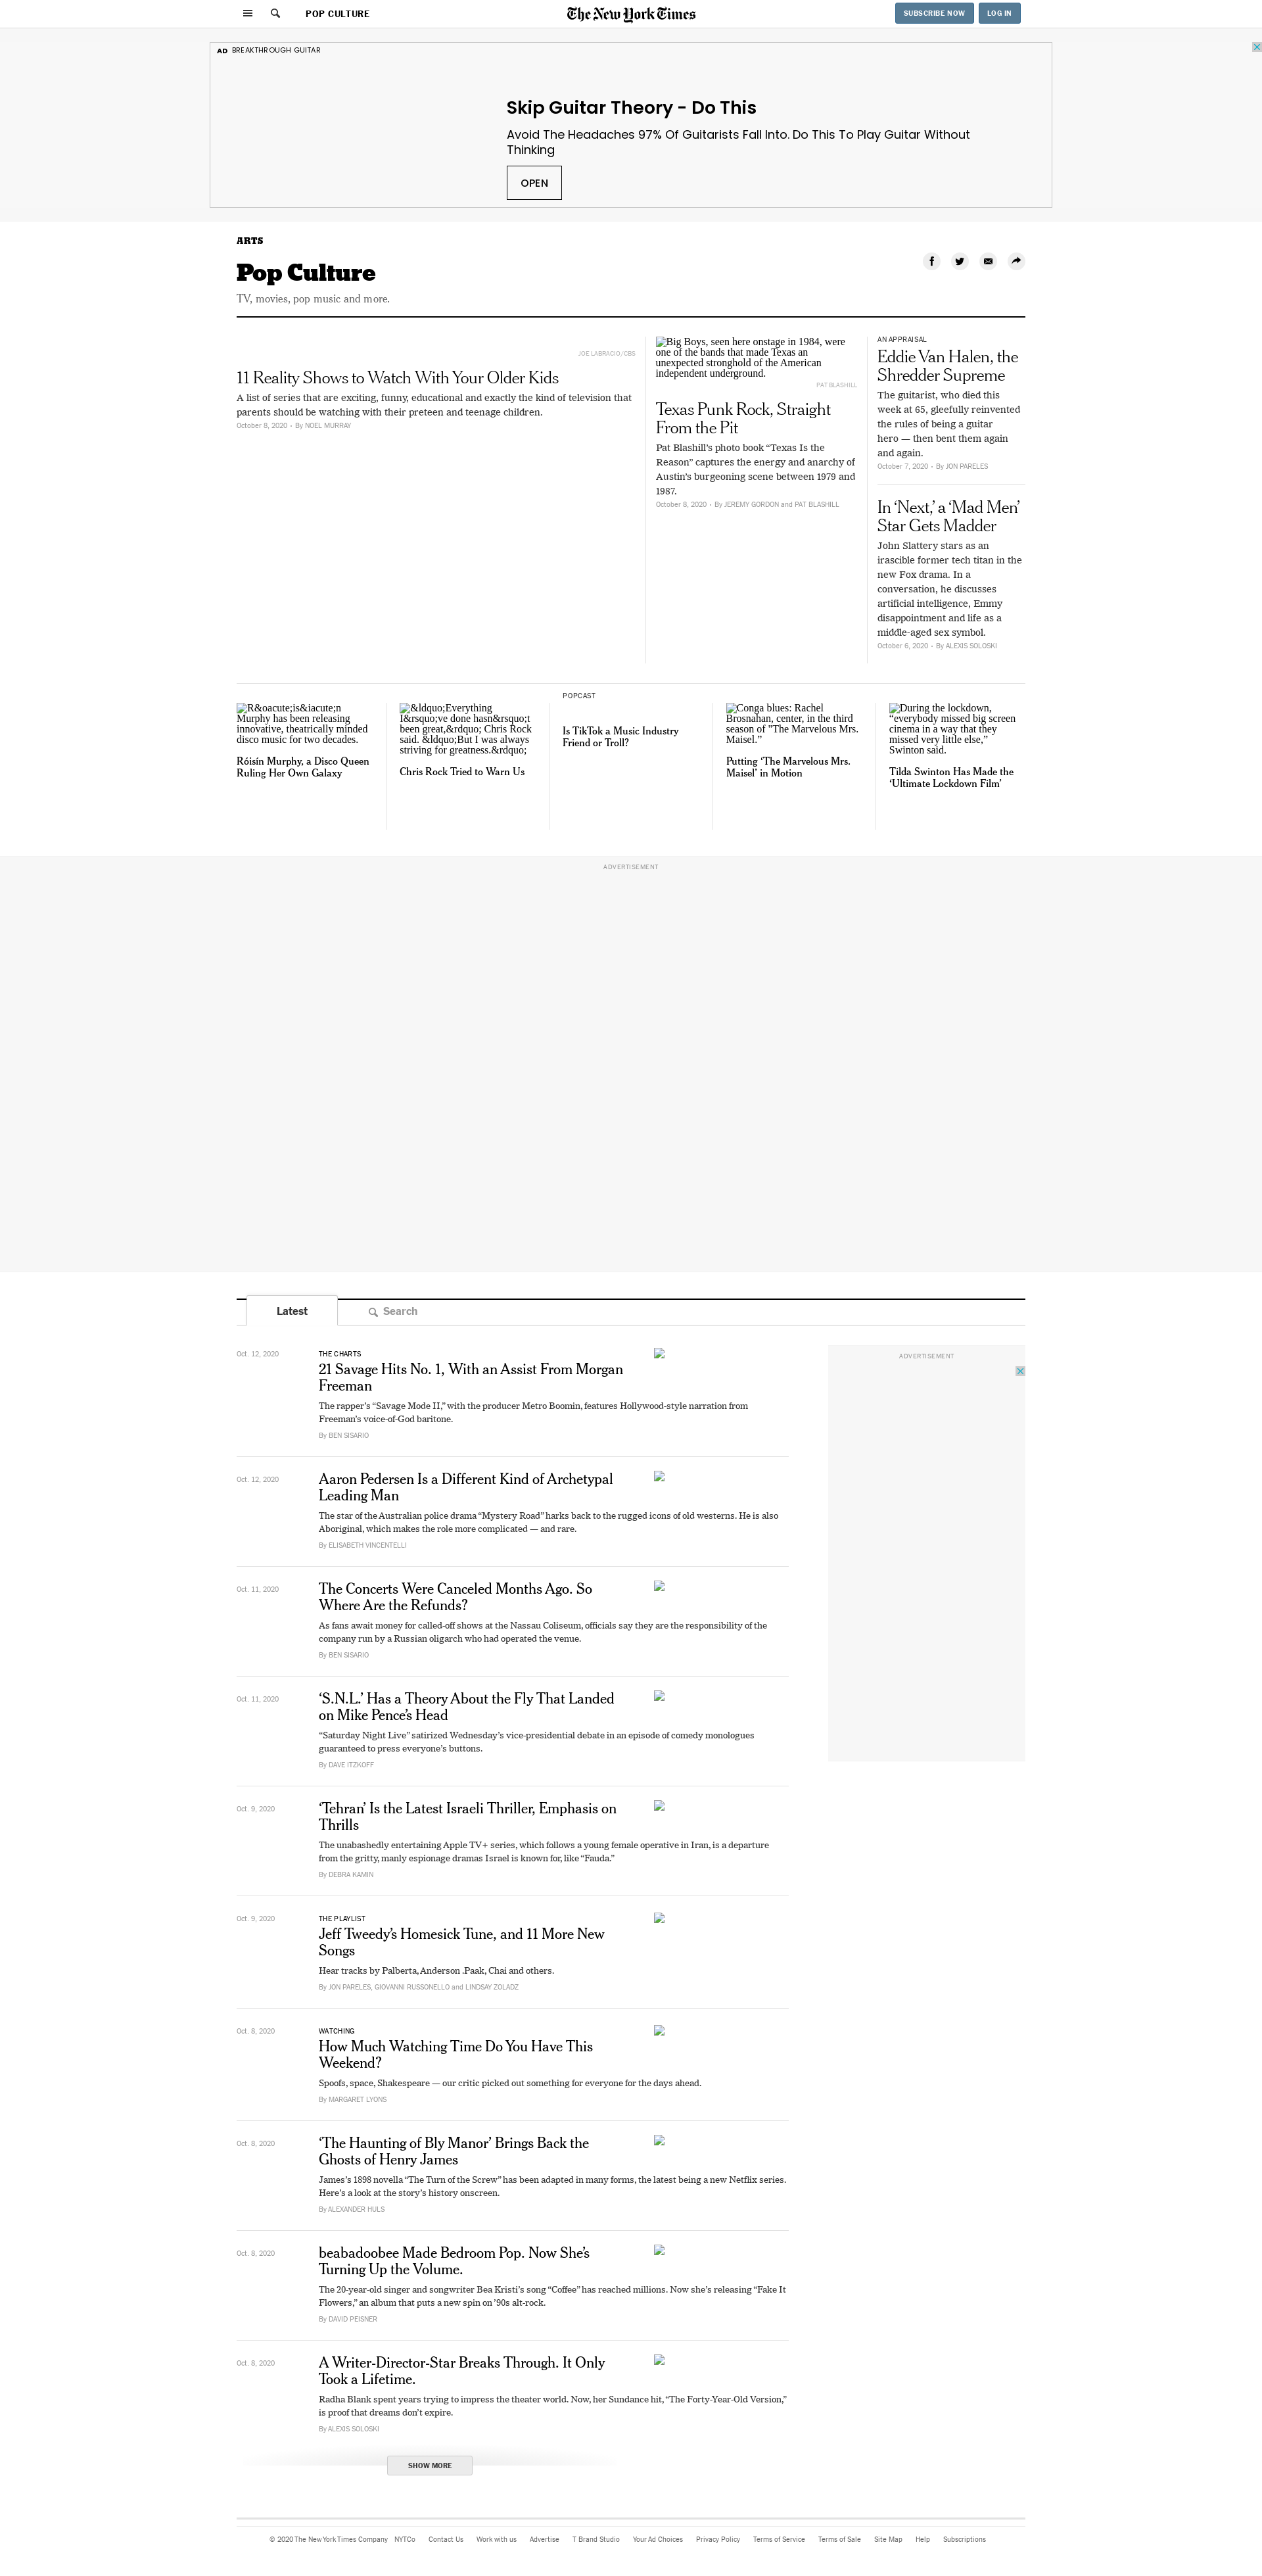 POP CULTURE
The New York Times
SUBSCRIBE NOW
LOG IN
AD BREAKTHROUGH GUITAR
Skip Guitar Theory - Do This
Avoid The Headaches 97% Of Guitarists Fall Into. Do This To Play Guitar Without
Thinking
OPEN
ARTS
Pop Culture
TV, movies, pop music and more.
JOE LABRACIO/CBS
11 Reality Shows to Watch With Your Older Kids
A list of series that are exciting, funny, educational and exactly the kind of television that
parents should be watching with their preteen and teenage children.
October 8, 2020 • By NOEL MURRAY
Big Boys, seen here onstage in 1984, were
one of the bands that made Texas an
unexpected stronghold of the American
independent underground.
PAT BLASHILL
Texas Punk Rock, Straight
From the Pit
Pat Blashill’s photo book “Texas Is the
Reason” captures the energy and anarchy of
Austin’s burgeoning scene between 1979 and
1987.
October 8, 2020 • By JEREMY GORDON and PAT BLASHILL
AN APPRAISAL
Eddie Van Halen, the
Shredder Supreme
The guitarist, who died this
week at 65, gleefully reinvented
the rules of being a guitar
hero — then bent them again
and again.
October 7, 2020 • By JON PARELES
In ‘Next,’ a ‘Mad Men’
Star Gets Madder
John Slattery stars as an
irascible former tech titan in the
new Fox drama. In a
conversation, he discusses
artificial intelligence, Emmy
disappointment and life as a
middle-aged sex symbol.
October 6, 2020 • By ALEXIS SOLOSKI
R&oacute;is&iacute;n
Murphy has been releasing
innovative, theatrically minded
disco music for two decades.
Róisín Murphy, a Disco Queen
Ruling Her Own Galaxy
&ldquo;Everything
I&rsquo;ve done hasn&rsquo;t
been great,&rdquo; Chris Rock
said. &ldquo;But I was always
striving for greatness.&rdquo;
Chris Rock Tried to Warn Us
POPCAST
Is TikTok a Music Industry
Friend or Troll?
Conga blues: Rachel
Brosnahan, center, in the third
season of ”The Marvelous Mrs.
Maisel.”
Putting ‘The Marvelous Mrs.
Maisel’ in Motion
During the lockdown,
“everybody missed big screen
cinema in a way that they
missed very little else,”
Swinton said.
Tilda Swinton Has Made the
‘Ultimate Lockdown Film’
ADVERTISEMENT
Latest
Search
ADVERTISEMENT
Oct. 12, 2020
THE CHARTS
21 Savage Hits No. 1, With an Assist From Morgan
Freeman
The rapper’s “Savage Mode II,” with the producer Metro Boomin, features Hollywood-style narration from
Freeman’s voice-of-God baritone.
By BEN SISARIO
Oct. 12, 2020
Aaron Pedersen Is a Different Kind of Archetypal
Leading Man
The star of the Australian police drama “Mystery Road” harks back to the rugged icons of old westerns. He is also
Aboriginal, which makes the role more complicated — and rare.
By ELISABETH VINCENTELLI
Oct. 11, 2020
The Concerts Were Canceled Months Ago. So
Where Are the Refunds?
As fans await money for called-off shows at the Nassau Coliseum, officials say they are the responsibility of the
company run by a Russian oligarch who had operated the venue.
By BEN SISARIO
Oct. 11, 2020
‘S.N.L.’ Has a Theory About the Fly That Landed
on Mike Pence’s Head
“Saturday Night Live” satirized Wednesday’s vice-presidential debate in an episode of comedy monologues
guaranteed to press everyone’s buttons.
By DAVE ITZKOFF
Oct. 9, 2020
‘Tehran’ Is the Latest Israeli Thriller, Emphasis on
Thrills
The unabashedly entertaining Apple TV+ series, which follows a young female operative in Iran, is a departure
from the gritty, manly espionage dramas Israel is known for, like “Fauda.”
By DEBRA KAMIN
Oct. 9, 2020
THE PLAYLIST
Jeff Tweedy’s Homesick Tune, and 11 More New
Songs
Hear tracks by Palberta, Anderson .Paak, Chai and others.
By JON PARELES, GIOVANNI RUSSONELLO and LINDSAY ZOLADZ
Oct. 8, 2020
WATCHING
How Much Watching Time Do You Have This
Weekend?
Spoofs, space, Shakespeare — our critic picked out something for everyone for the days ahead.
By MARGARET LYONS
Oct. 8, 2020
‘The Haunting of Bly Manor’ Brings Back the
Ghosts of Henry James
James’s 1898 novella “The Turn of the Screw” has been adapted in many forms, the latest being a new Netflix series.
Here’s a look at the story’s history onscreen.
By ALEXANDER HULS
Oct. 8, 2020
beabadoobee Made Bedroom Pop. Now She’s
Turning Up the Volume.
The 20-year-old singer and songwriter Bea Kristi’s song “Coffee” has reached millions. Now she’s releasing “Fake It
Flowers,” an album that puts a new spin on ’90s alt-rock.
By DAVID PEISNER
Oct. 8, 2020
A Writer-Director-Star Breaks Through. It Only
Took a Lifetime.
Radha Blank spent years trying to impress the theater world. Now, her Sundance hit, “The Forty-Year-Old Version,”
is proof that dreams don’t expire.
By ALEXIS SOLOSKI
SHOW MORE
© 2020 The New York Times Company NYTCo Contact Us Work with us Advertise T Brand Studio Your Ad Choices Privacy Policy Terms of Service Terms of Sale Site Map Help Subscriptions